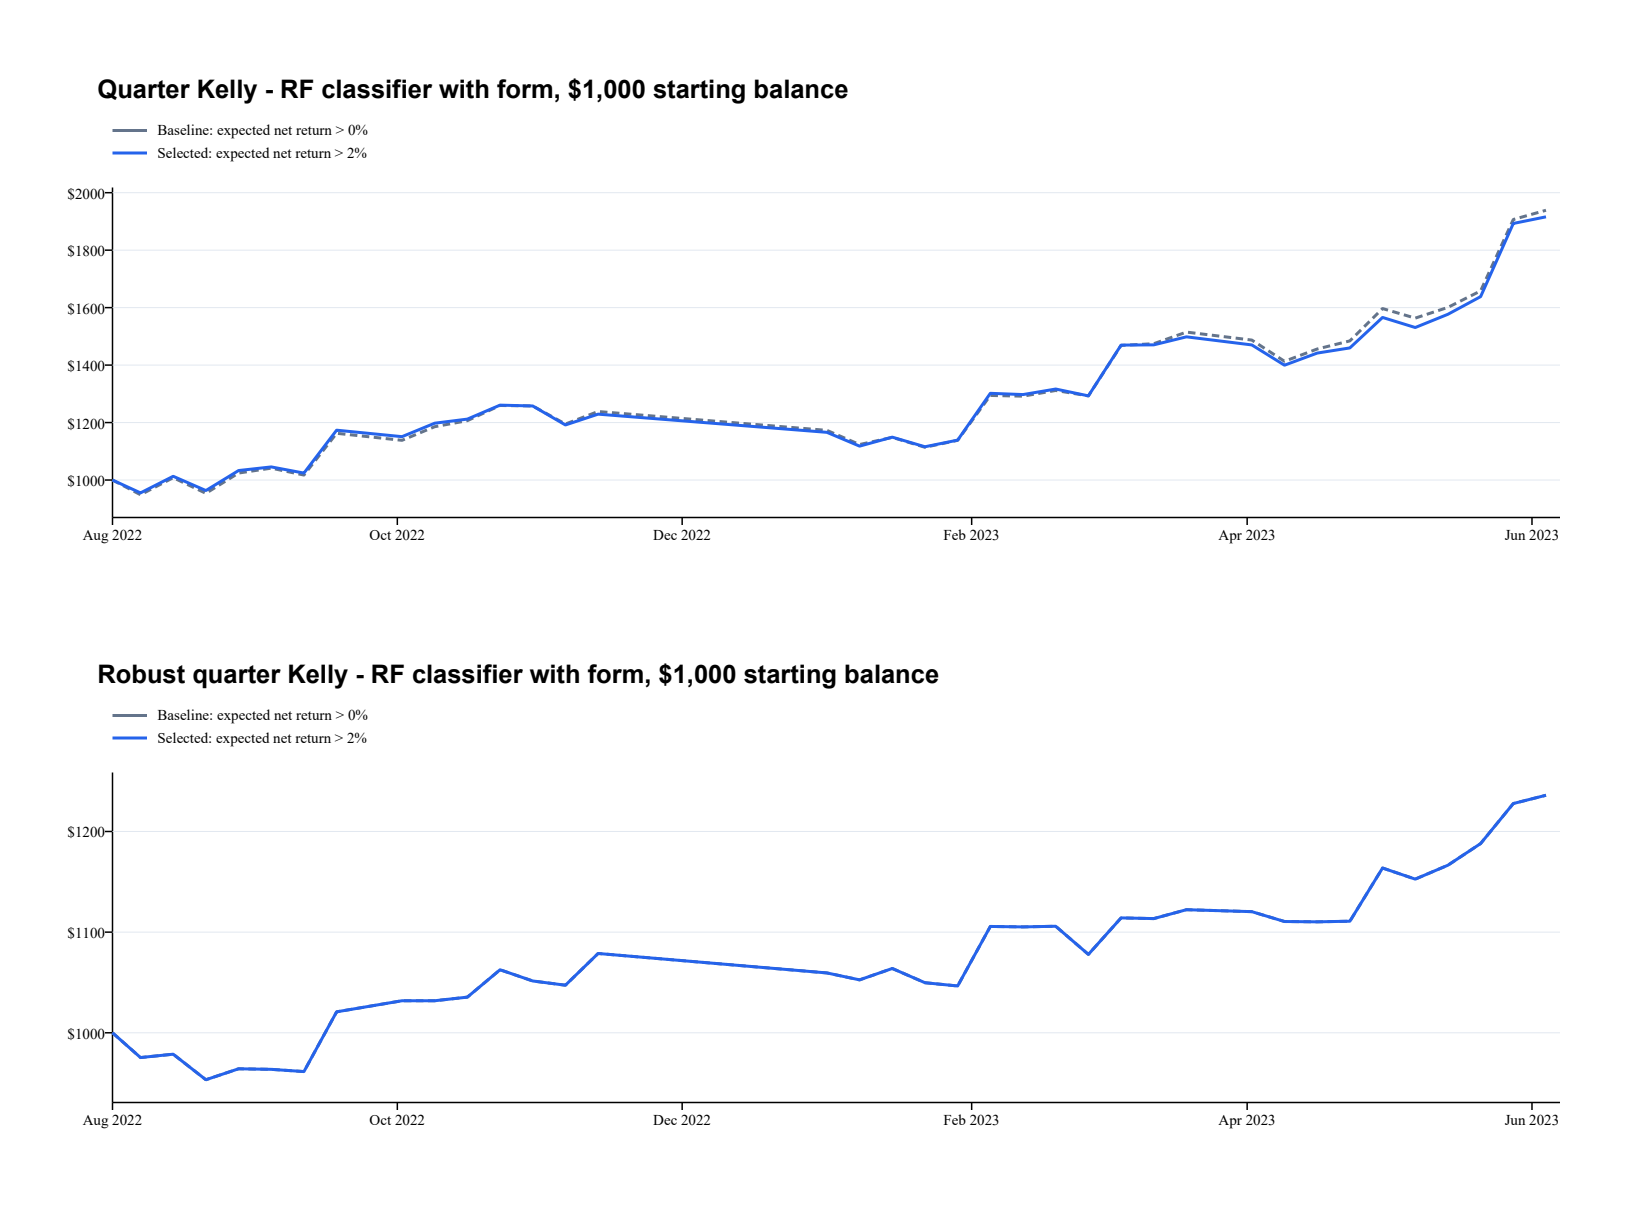 Quarter Kelly - RF classifier with form, $1,000 starting balance
Baseline: expected net return > 0%
Selected: expected net return > 2%
$2000
$1800
$1600
$1400
$1200
$1000
Aug 2022 Oct 2022 Dec 2022 Feb 2023 Apr 2023 Jun 2023
Robust quarter Kelly - RF classifier with form, $1,000 starting balance
Baseline: expected net return > 0%
Selected: expected net return > 2%
$1200
$1100
$1000
Aug 2022 Oct 2022 Dec 2022 Feb 2023 Apr 2023 Jun 2023